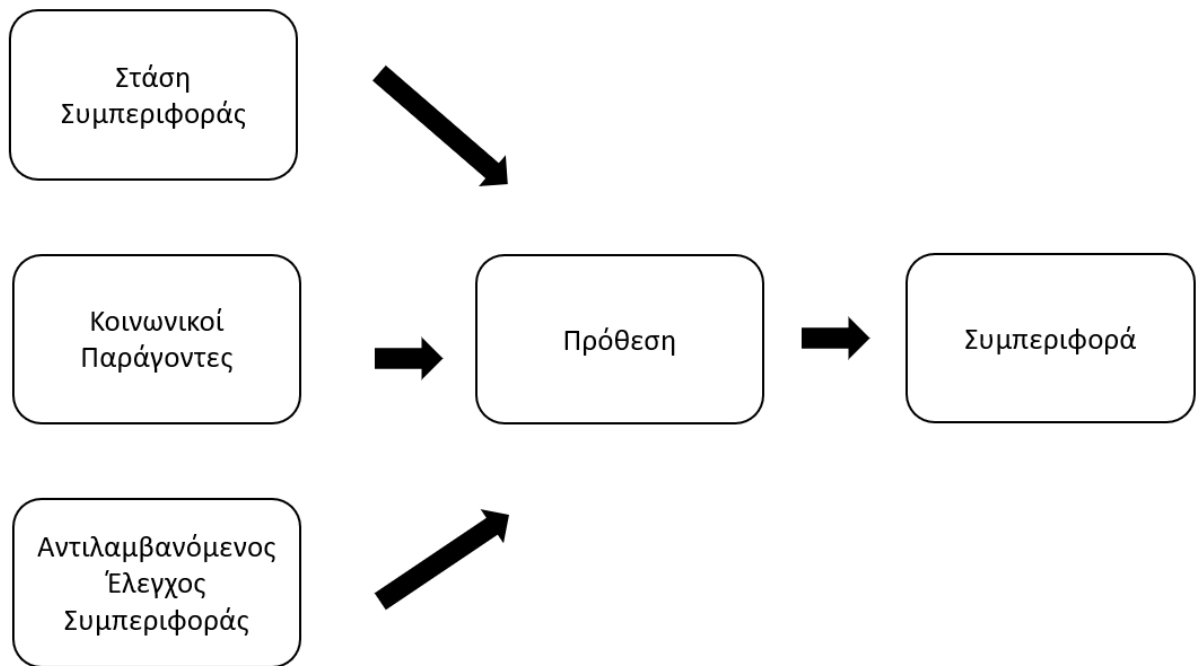 Στάση
Συμπεριφοράς
Κοινωνικοί
Παράγοντες
Πρόθεση
Συμπεριφορά
Αντιλαμβανόμενος
Έλεγχος
Συμπεριφοράς